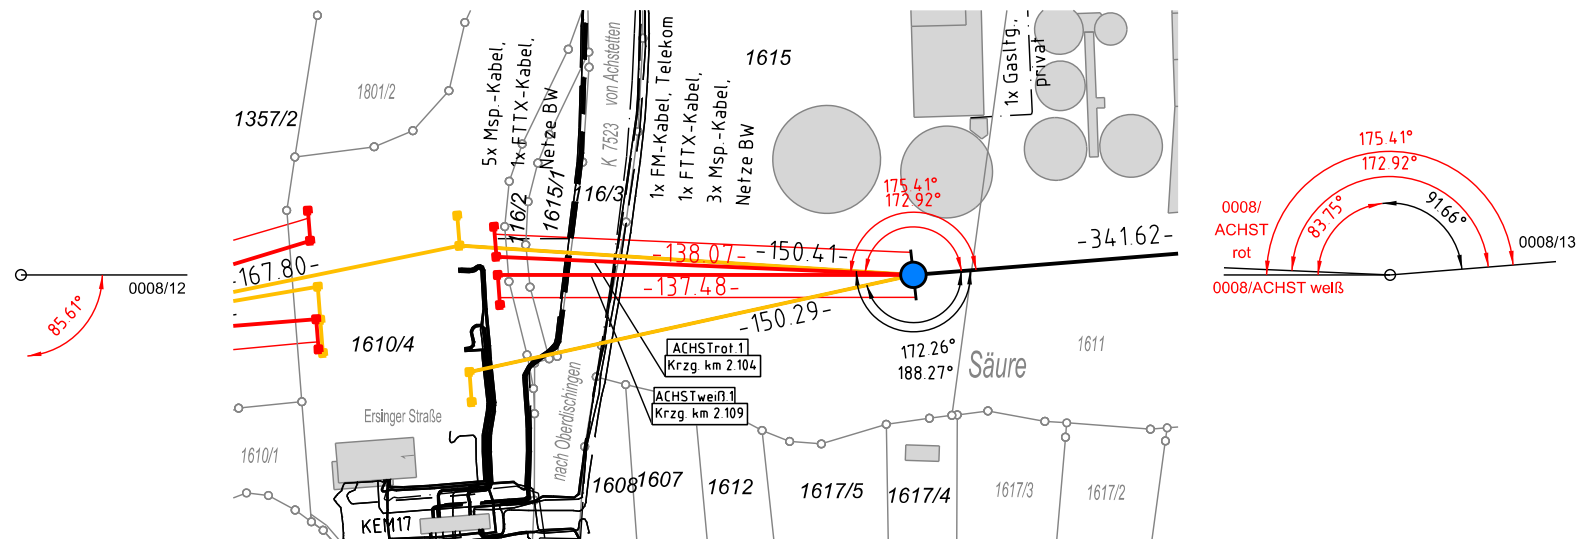 85.61°
0008/12
1357/2
1801/2
5x Msp.-Kabel,
1x FTTX-Kabel,
Netze BW
K 7523 von Achstetten
1x FM-Kabel, Telekom
1x FTTX-Kabel,
3x Msp.-Kabel,
Netze BW
1615
1x Gasltg.,
privat
116/2
1615/1
116/3
175.41°
172.92°
-167.80-
-138.07-
-150.41-
-341.62-
-137.48-
-150.29-
1610/4
ACHSTrot.1
Krzg. km 2.104
172.26°
188.27°
Säure
1611
ACHSTweiß.1
Krzg. km 2.109
Ersinger Straße
nach Oberdischingen
1610/1
1
KEM17
1608
1607
1612
1617/5
1617/4
1617/3
1617/2
175.41°
172.92°
83.75°
91.66°
0008/
ACHST
rot
0008/13
0008/ACHST weiß